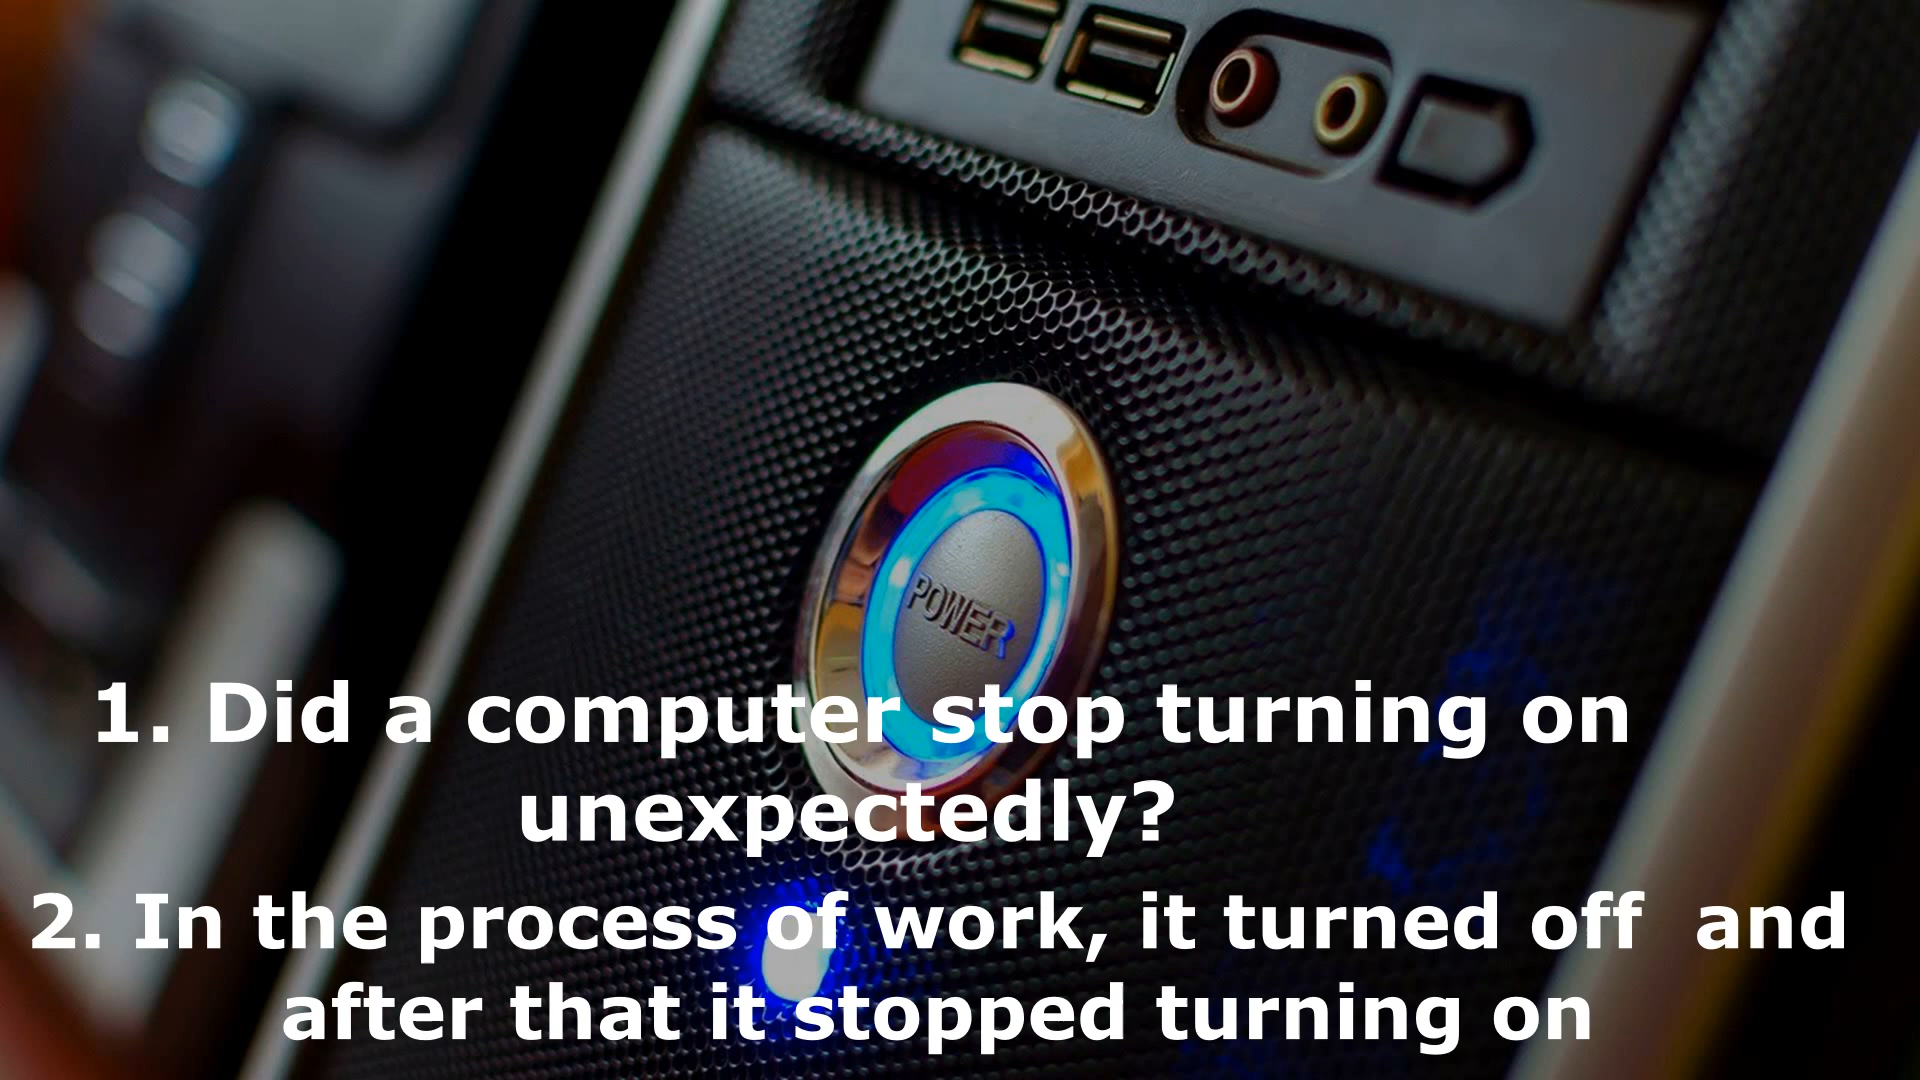 POWER
1. Did a computer stop turning on
unexpectedly?
2. In the process of work, it turned off  and
after that it stopped turning on